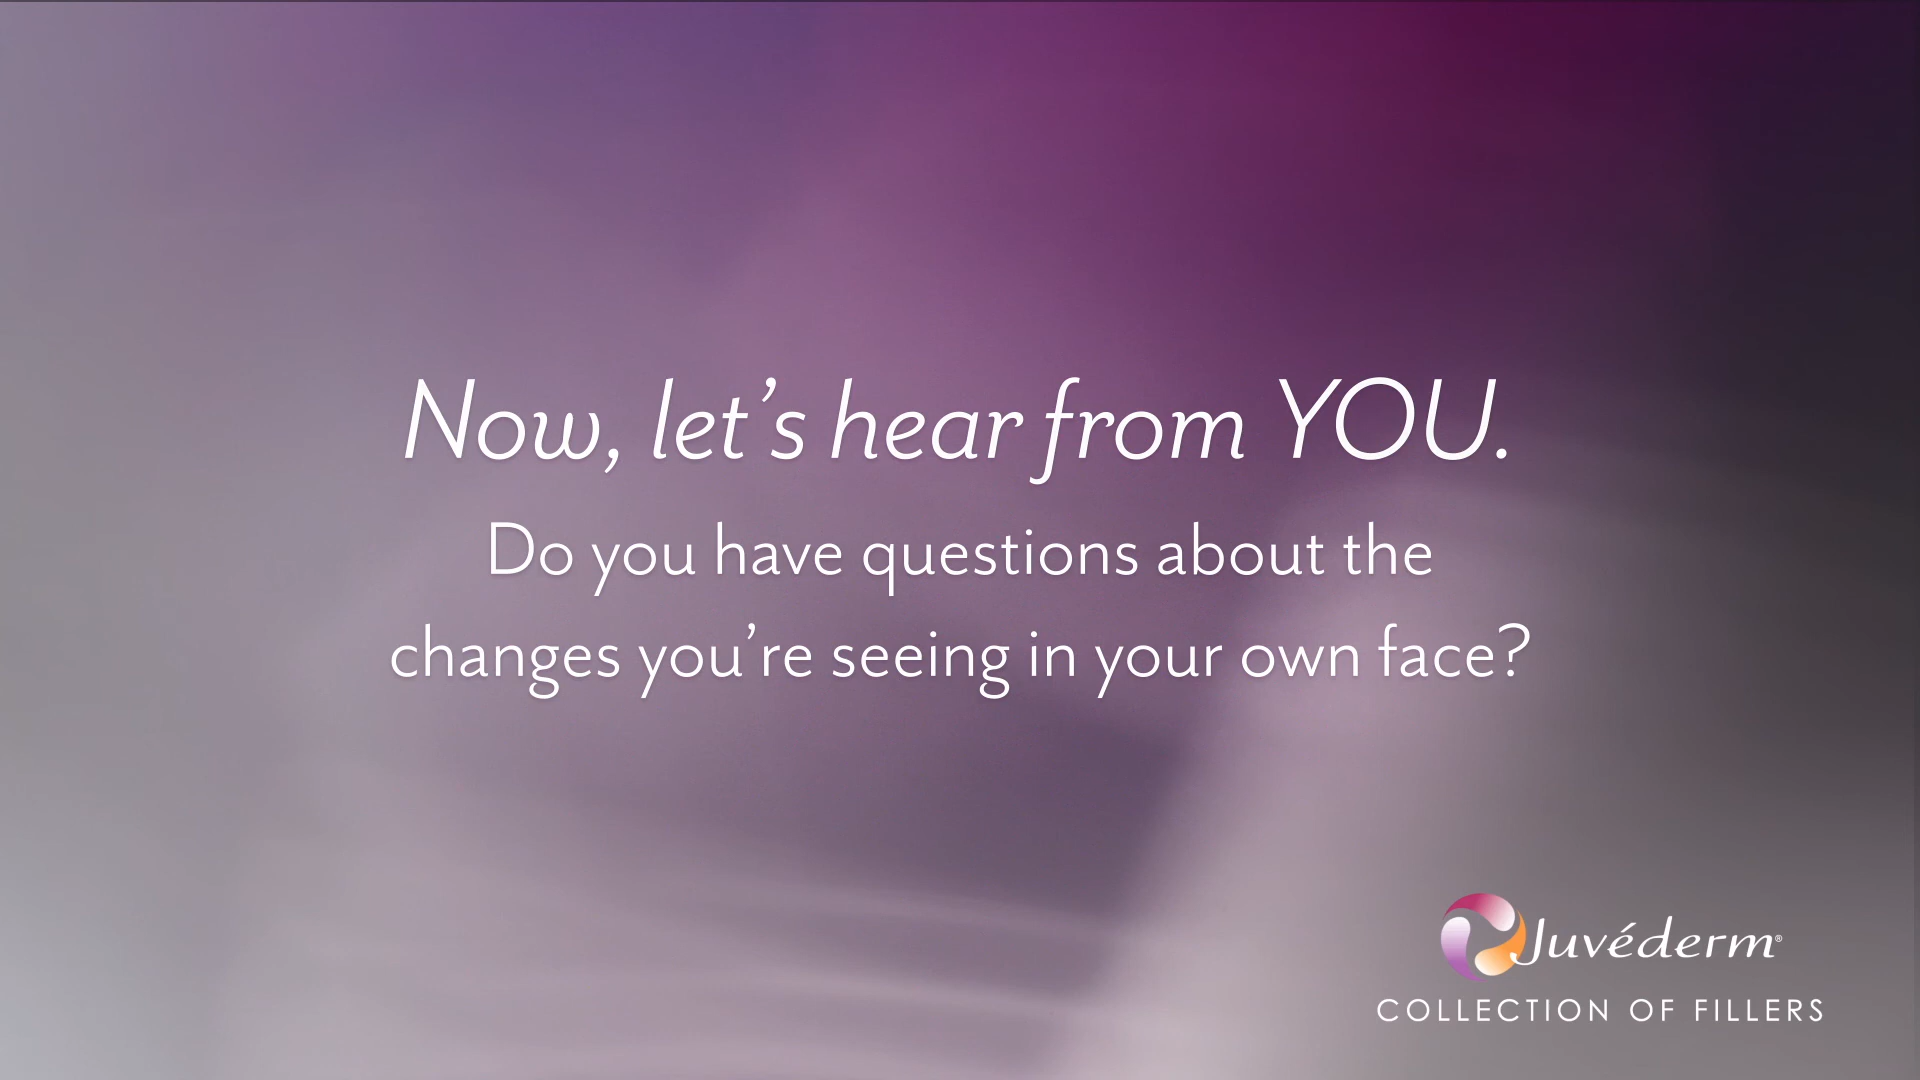 Now, let’s hear from YOU.
Do you have questions about the
changes you’re seeing in your own face?
Juvéderm®
COLLECTION OF FILLERS